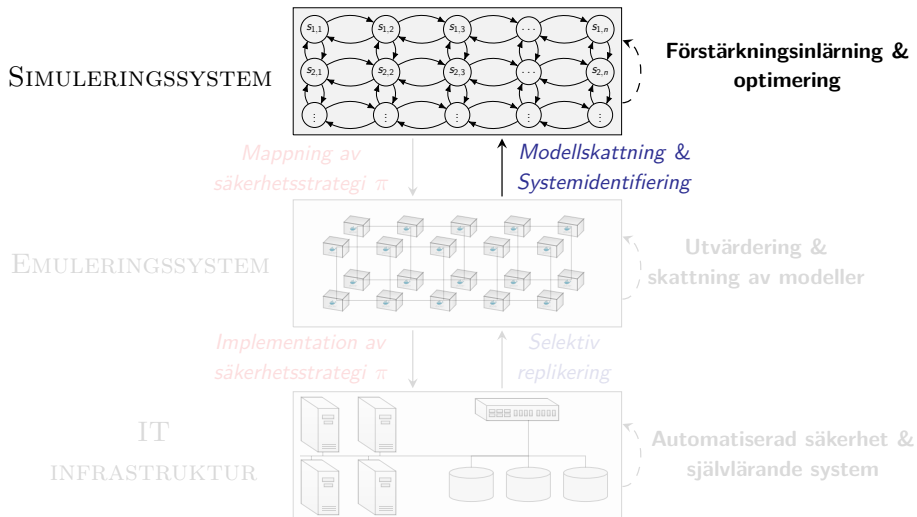 s1,1 s1,2 s1,3 ... s1,n
s2,1 s2,2 s2,3 ... s2,n
⋮ ⋮ ⋮ ⋮ ⋮
SIMULERINGSSYSTEM
Förstärkningsinlärning &
optimering
Mappning av
säkerhetsstrategi π
Modellskattning &
Systemidentifiering
EMULERINGSSYSTEM
Utvärdering &
skattning av modeller
Implementation av
säkerhetsstrategi π
Selektiv
replikering
IT
INFRASTRUKTUR
Automatiserad säkerhet &
självlärande system